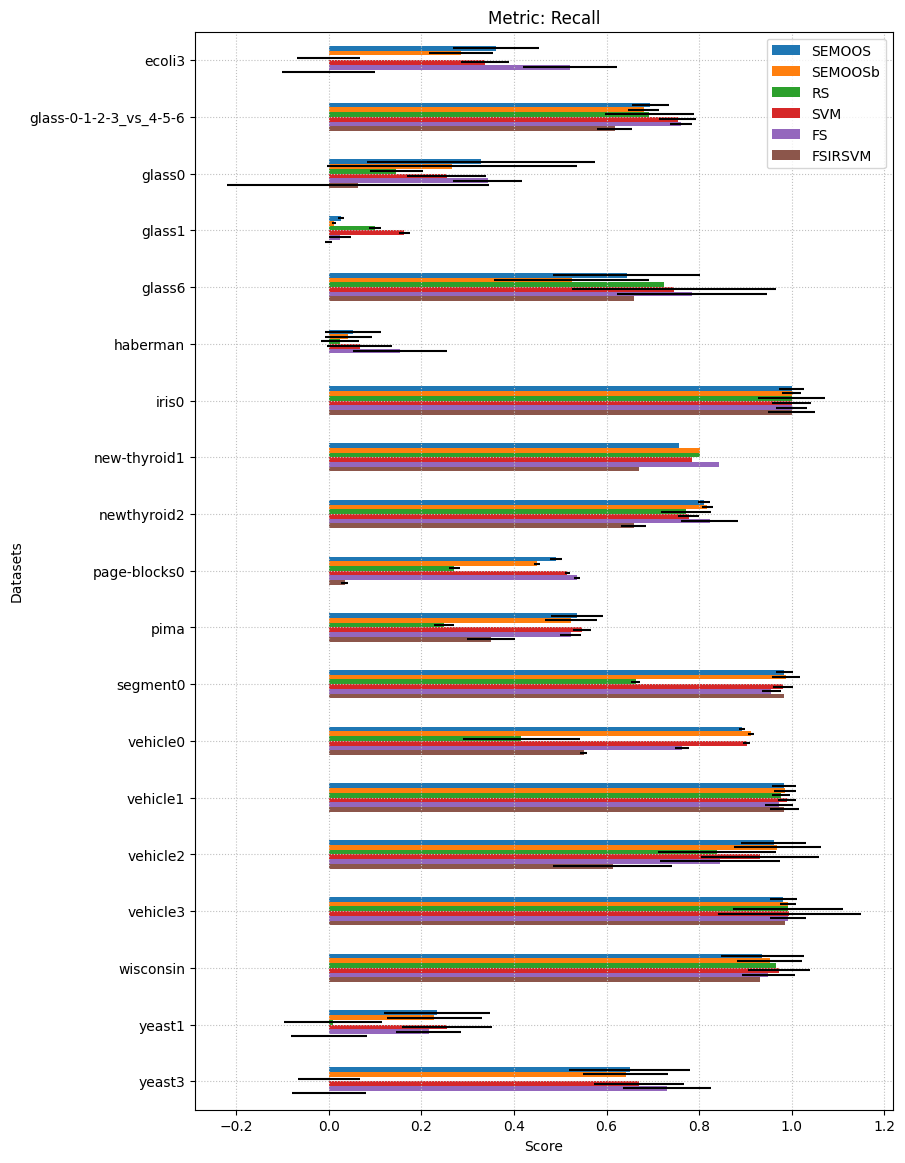 Metric: Recall
SEMOOS
SEMOOSb
RS
SVM
FS
FSIRSVM
Datasets
ecoli3
glass-0-1-2-3_vs_4-5-6
glass0
glass1
glass6
haberman
iris0
new-thyroid1
newthyroid2
page-blocks0
pima
segment0
vehicle0
vehicle1
vehicle2
vehicle3
wisconsin
yeast1
yeast3
−0.2 0.0 0.2 0.4 0.6 0.8 1.0 1.2
Score